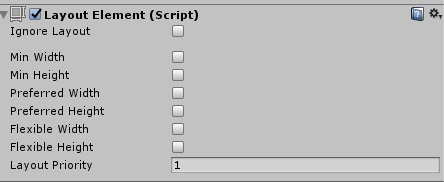 Layout Element (Script)
Ignore Layout
Min Width
Min Height
Preferred Width
Preferred Height
Flexible Width
Flexible Height
Layout Priority 1